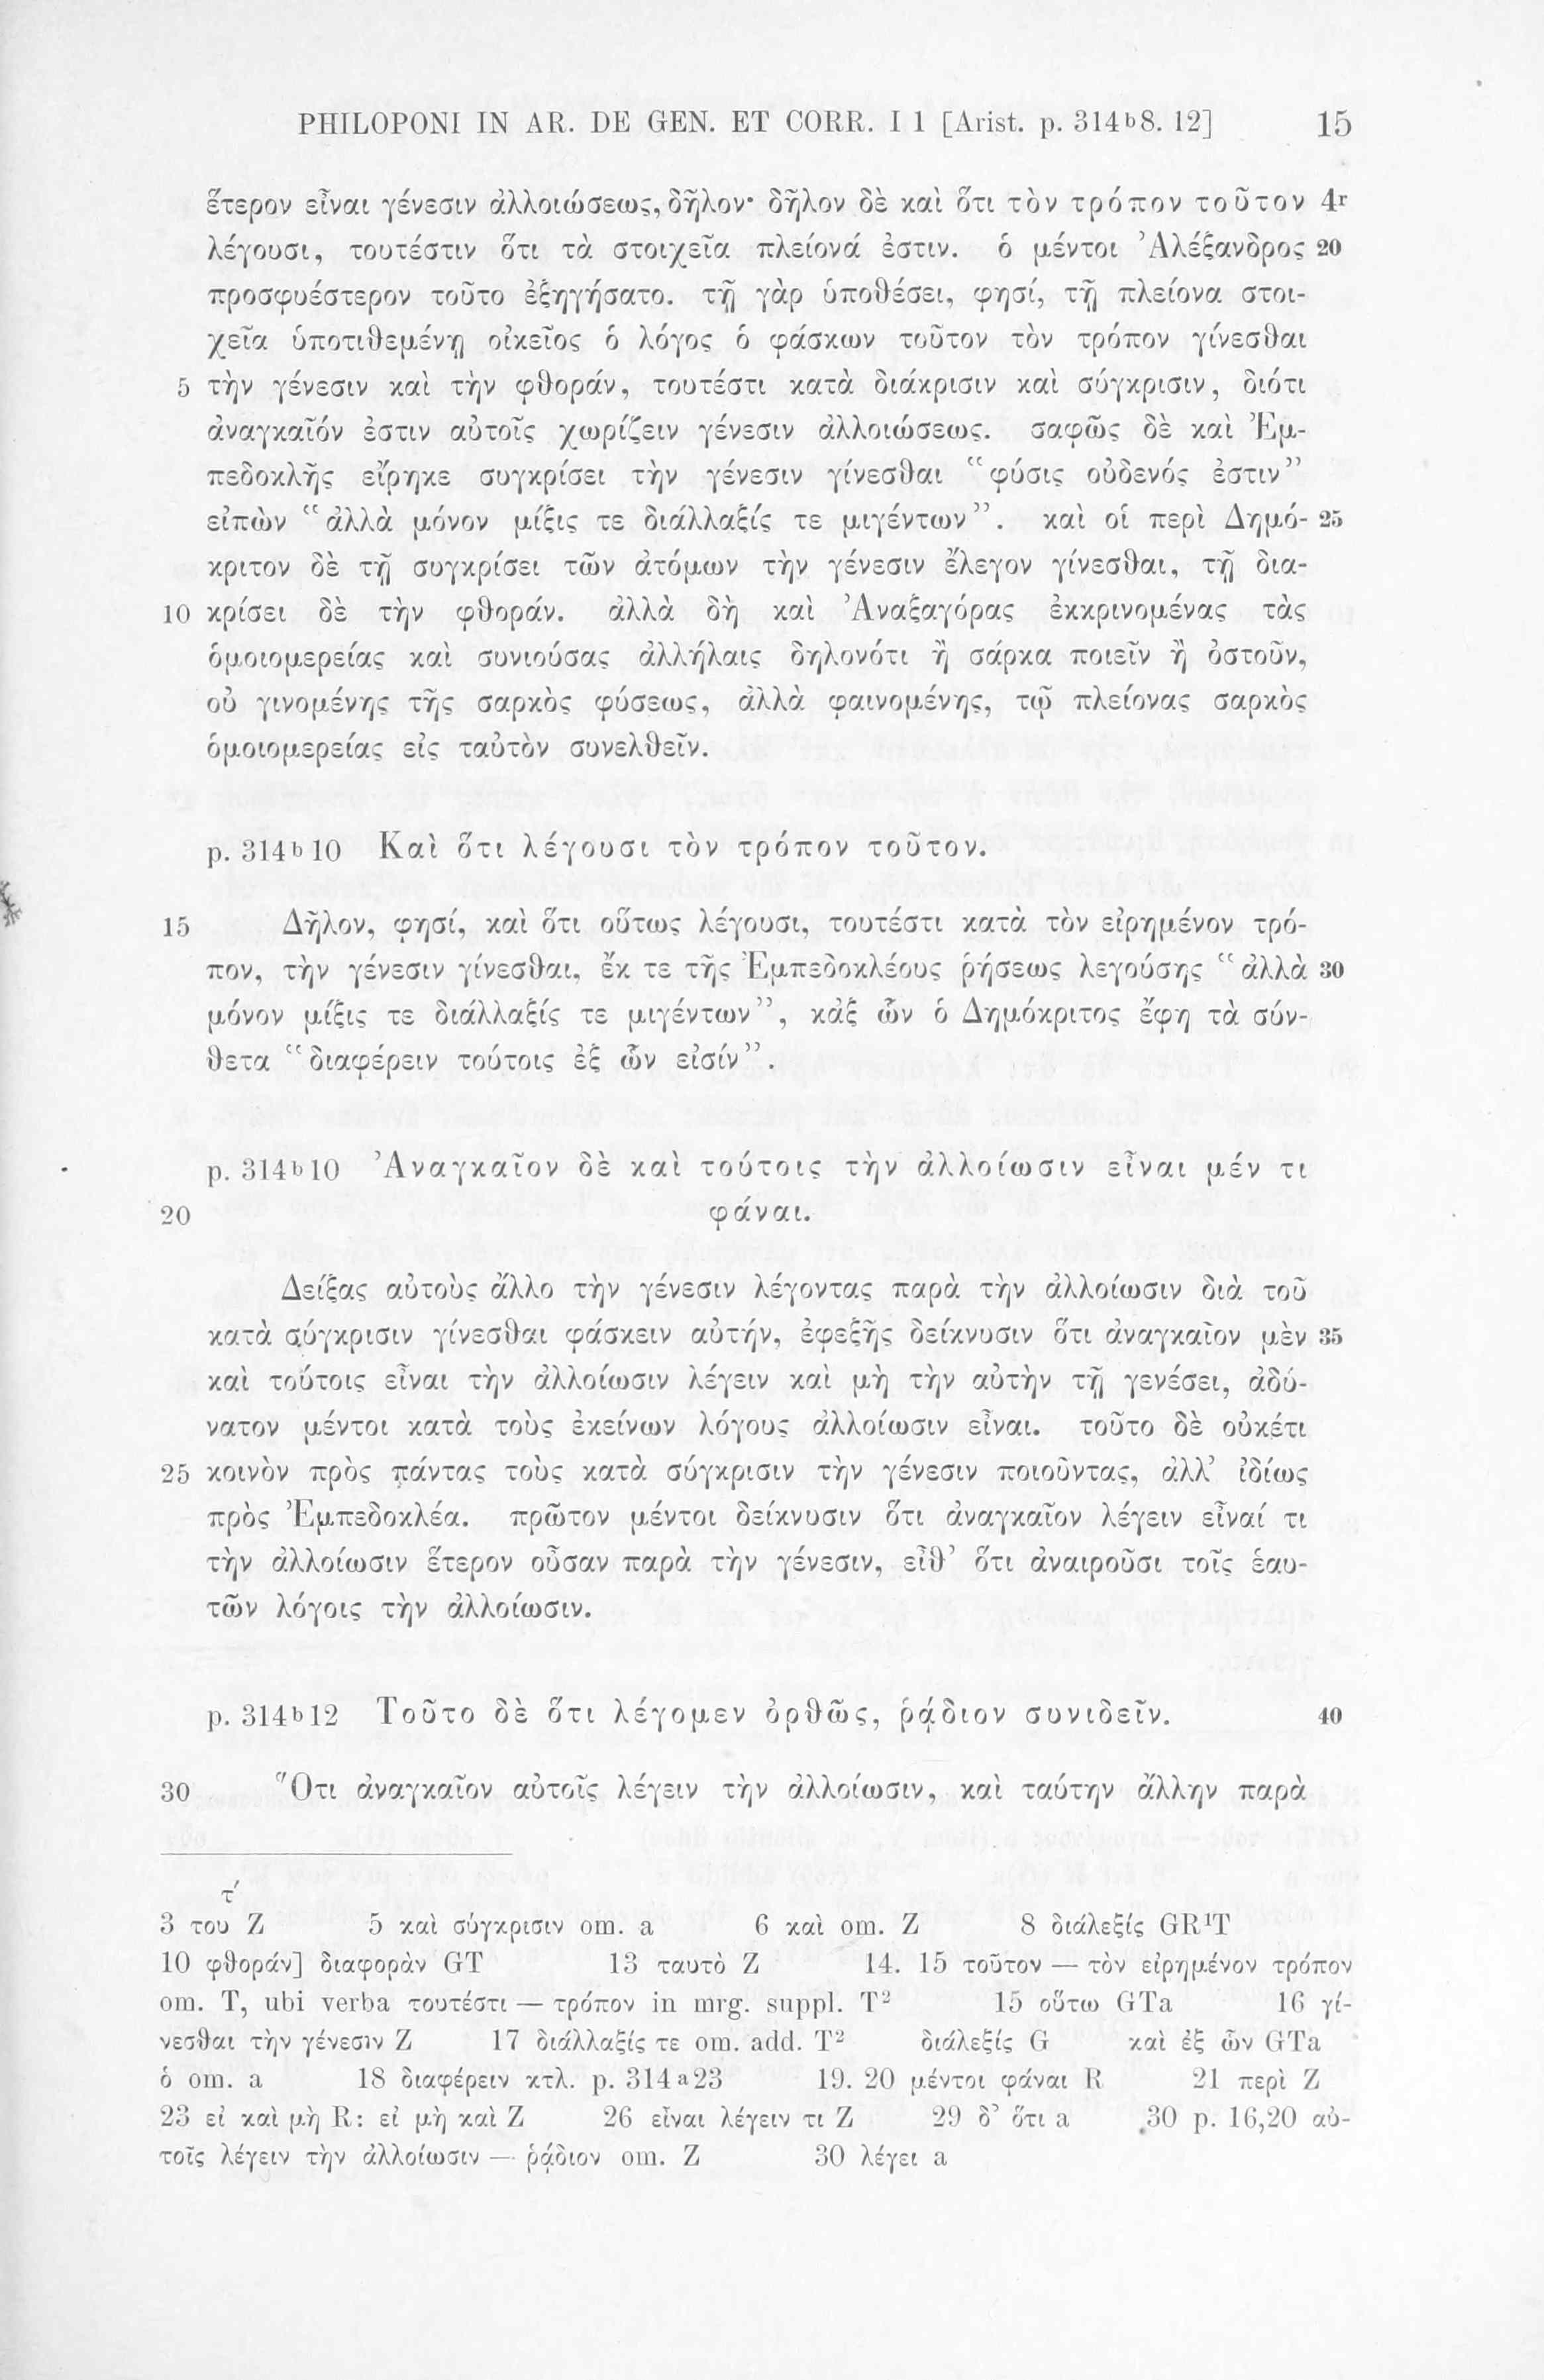 PHILOPONI IN AR. DE GEN. ET CORR. I 1 [Arist. p. 314b8. 12] 15
ἕτερον εἶναι γένεσιν ἀλλοιώσεως, δῆλον· δῆλον δὲ καὶ ὅτι τὸν τρόπον τοῦτον 4r
λέγουσι, τουτέστιν ὅτι τὰ στοιχεῖα πλείονά ἐστιν. ὁ μέντοι Ἀλέξανδρος 20
προσφυέστερον τοῦτο ἐξηγήσατο. τῇ γὰρ ὑποθέσει, φησί, τῇ πλείονα στοι-
χεῖα ὑποτιθεμένῃ οἰκεῖος ὁ λόγος ὁ φάσκων τοῦτον τὸν τρόπον γίνεσθαι
5 τὴν γένεσιν καὶ τὴν φθοράν, τουτέστι κατὰ διάκρισιν καὶ σύγκρισιν, διότι
ἀναγκαῖόν ἐστιν αὐτοῖς χωρίζειν γένεσιν ἀλλοιώσεως. σαφῶς δὲ καὶ Ἐμ-
πεδοκλῆς εἴρηκε συγκρίσει τὴν γένεσιν γίνεσθαι “φύσις οὐδενός ἐστιν”
εἰπὼν “ἀλλὰ μόνον μίξις τε διάλλαξίς τε μιγέντων”. καὶ οἱ περὶ Δημό- 25
κριτον δὲ τῇ συγκρίσει τῶν ἀτόμων τὴν γένεσιν ἔλεγον γίνεσθαι, τῇ δια-
10 κρίσει δὲ τὴν φθοράν. ἀλλὰ δὴ καὶ Ἀναξαγόρας ἐκκρινομένας τὰς
ὁμοιομερείας καὶ συνιούσας ἀλλήλαις δηλονότι ἢ σάρκα ποιεῖν ἢ ὀστοῦν,
οὐ γινομένης τῆς σαρκὸς φύσεως, ἀλλὰ φαινομένης, τῷ πλείονας σαρκὸς
ὁμοιομερείας εἰς ταὐτὸν συνελθεῖν.
p. 314b10 Καὶ ὅτι λέγουσι τὸν τρόπον τοῦτον.
15 Δῆλον, φησί, καὶ ὅτι οὕτως λέγουσι, τουτέστι κατὰ τὸν εἰρημένον τρό-
πον, τὴν γένεσιν γίνεσθαι, ἔκ τε τῆς Ἐμπεδοκλέους ῥήσεως λεγούσης “ἀλλὰ 30
μόνον μίξις τε διάλλαξίς τε μιγέντων”, κἀξ ὧν ὁ Δημόκριτος ἔφη τὰ σύν-
θετα “διαφέρειν τούτοις ἐξ ὧν εἰσίν”.
p. 314b10 Ἀναγκαῖον δὲ καὶ τούτοις τὴν ἀλλοίωσιν εἶναι μέν τι
20 φάναι.
Δείξας αὐτοὺς ἄλλο τὴν γένεσιν λέγοντας παρὰ τὴν ἀλλοίωσιν διὰ τοῦ
κατὰ σύγκρισιν γίνεσθαι φάσκειν αὐτήν, ἐφεξῆς δείκνυσιν ὅτι ἀναγκαῖον μὲν 35
καὶ τούτοις εἶναι τὴν ἀλλοίωσιν λέγειν καὶ μὴ τὴν αὐτὴν τῇ γενέσει, ἀδύ-
νατον μέντοι κατὰ τοὺς ἐκείνων λόγους ἀλλοίωσιν εἶναι. τοῦτο δὲ οὐκέτι
25 κοινὸν πρὸς πάντας τοὺς κατὰ σύγκρισιν τὴν γένεσιν ποιοῦντας, ἀλλ’ ἰδίως
πρὸς Ἐμπεδοκλέα. πρῶτον μέντοι δείκνυσιν ὅτι ἀναγκαῖον λέγειν εἶναί τι
τὴν ἀλλοίωσιν ἕτερον οὖσαν παρὰ τὴν γένεσιν, εἶθ’ ὅτι ἀναιροῦσι τοῖς ἑαυ-
τῶν λόγοις τὴν ἀλλοίωσιν.
p. 314b12 Τοῦτο δὲ ὅτι λέγομεν ὀρθῶς, ῥᾴδιον συνιδεῖν. 40
30 Ὅτι ἀναγκαῖον αὐτοῖς λέγειν τὴν ἀλλοίωσιν, καὶ ταύτην ἄλλην παρὰ
τ´
3 του Z 5 καὶ σύγκρισιν om. a 6 καὶ om. Z 8 διάλεξίς GR¹T
10 φθοράν] διαφορὰν GT 13 ταυτὸ Z 14. 15 τοῦτον — τὸν εἰρημένον τρόπον
om. T, ubi verba τουτέστι — τρόπον in mrg. suppl. T² 15 οὕτω GTa 16 γί-
νεσθαι τὴν γένεσιν Z 17 διάλλαξίς τε om. add. T² διάλεξίς G καὶ ἐξ ὧν GTa
ὁ om. a 18 διαφέρειν κτλ. p. 314a23 19. 20 μέντοι φάναι R 21 περὶ Z
23 εἰ καὶ μὴ R: εἰ μὴ καὶ Z 26 εἶναι λέγειν τι Z 29 δ’ ὅτι a 30 p. 16,20 αὐ-
τοῖς λέγειν τὴν ἀλλοίωσιν — ῥᾴδιον om. Z 30 λέγει a